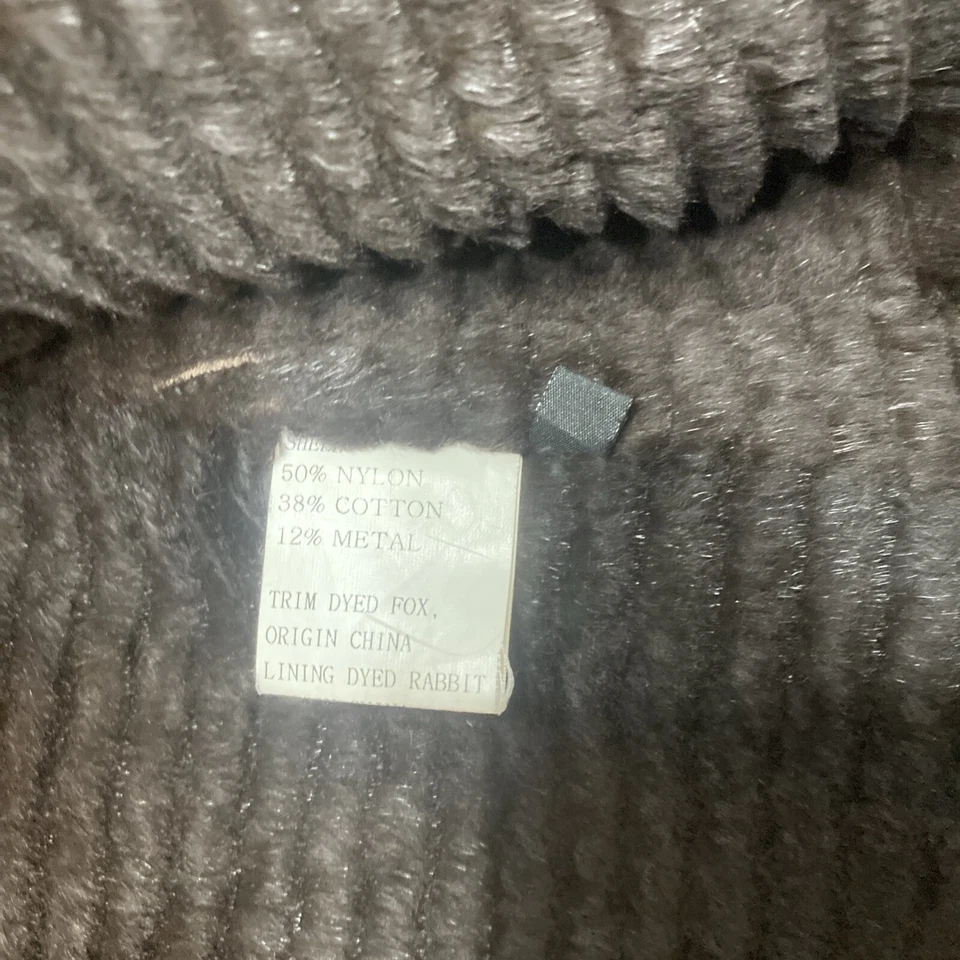 50% NYLON
38% COTTON
12% METAL
TRIM DYED FOX,
ORIGIN CHINA
LINING DYED RABBIT